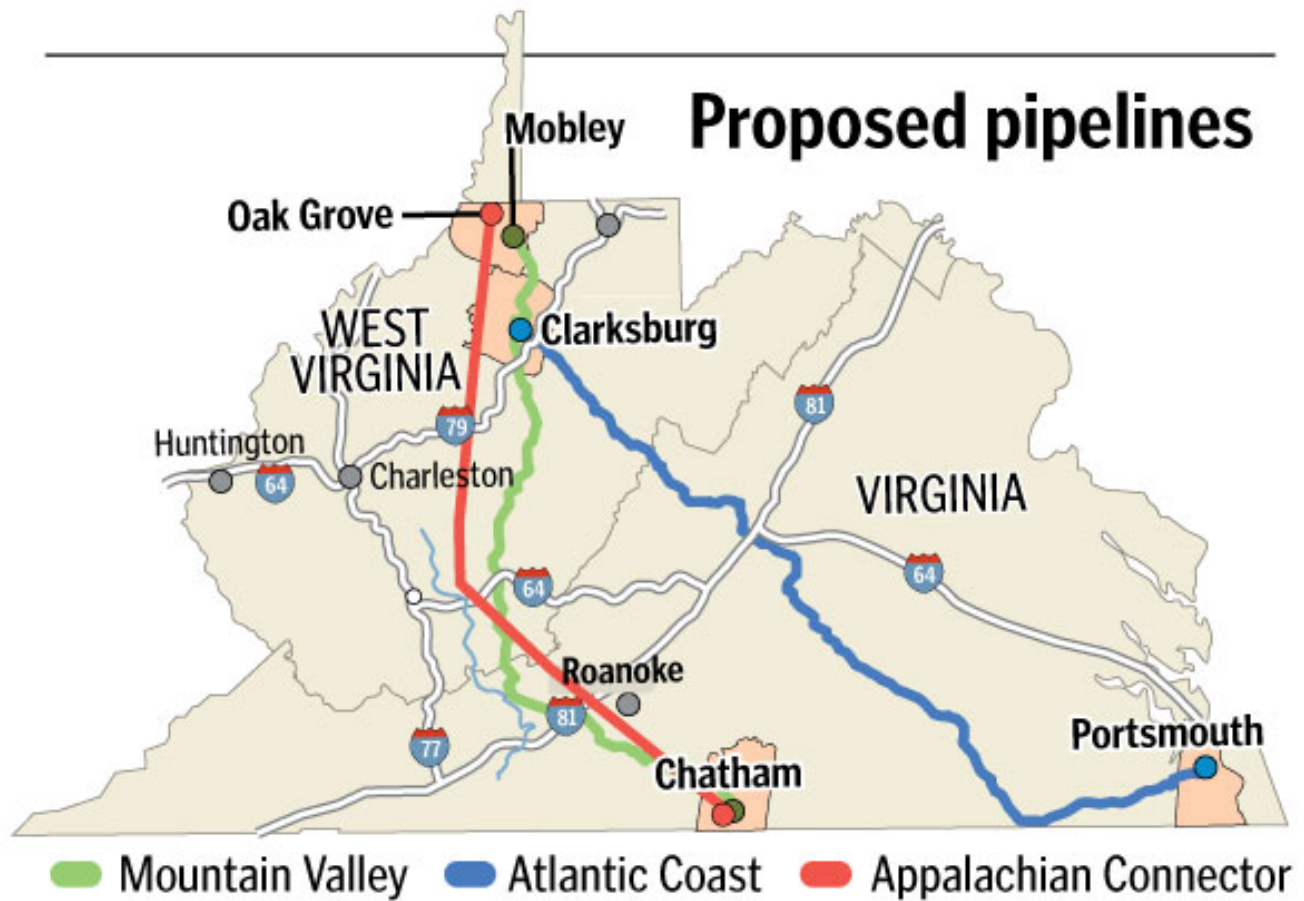 Proposed pipelines
Mobley
Oak Grove
WEST
VIRGINIA
Clarksburg
79
81
Huntington
64
Charleston
VIRGINIA
64
64
Roanoke
81
77
Portsmouth
Chatham
Mountain Valley
Atlantic Coast
Appalachian Connector